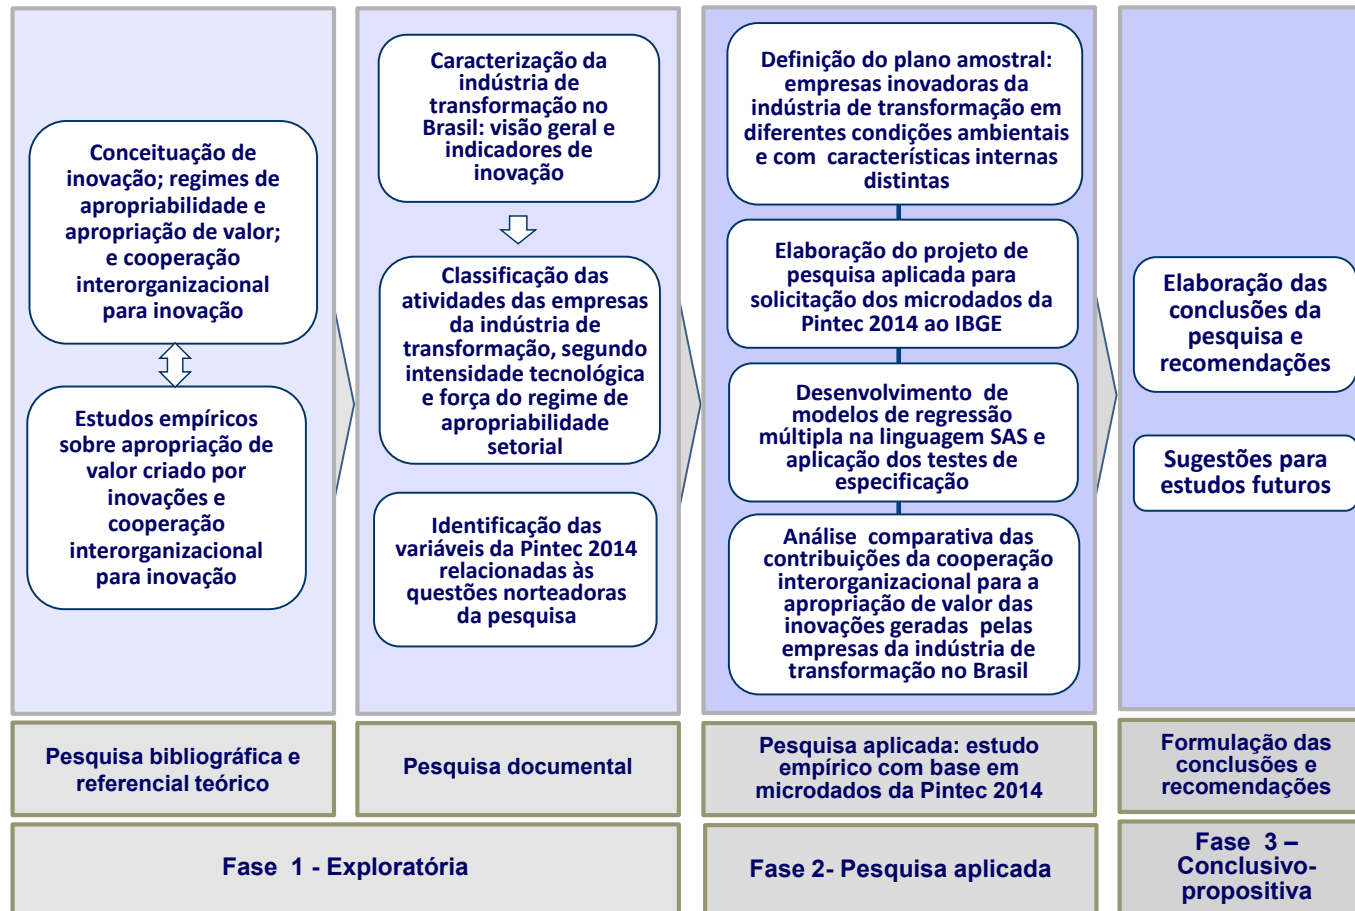 Conceituação de
inovação; regimes de
apropriabilidade e
apropriação de valor;
e cooperação
interorganizacional
para inovação
Estudos empíricos
sobre apropriação de
valor criado por
inovações e
cooperação
interorganizacional
para inovação
Caracterização da
indústria de
transformação no
Brasil: visão geral e
indicadores de
inovação
Classificação das
atividades das empresas
da indústria de
transformação, segundo
intensidade tecnológica
e força do regime de
apropriabilidade
setorial
Identificação das
variáveis da Pintec 2014
relacionadas às
questões norteadoras
da pesquisa
Definição do plano amostral:
empresas inovadoras da
indústria de transformação em
diferentes condições ambientais
e com características internas
distintas
Elaboração do projeto de
pesquisa aplicada para
solicitação dos microdados da
Pintec 2014 ao IBGE
Desenvolvimento de
modelos de regressão
múltipla na linguagem SAS e
aplicação dos testes de
especificação
Análise comparativa das
contribuições da cooperação
interorganizacional para a
apropriação de valor das
inovações geradas pelas
empresas da indústria de
transformação no Brasil
Elaboração das
conclusões da
pesquisa e
recomendações
Sugestões para
estudos futuros
Pesquisa bibliográfica e
referencial teórico
Pesquisa documental
Pesquisa aplicada: estudo
empírico com base em
microdados da Pintec 2014
Formulação das
conclusões e
recomendações
Fase 1 - Exploratória
Fase 2- Pesquisa aplicada
Fase 3 –
Conclusivo-
propositiva